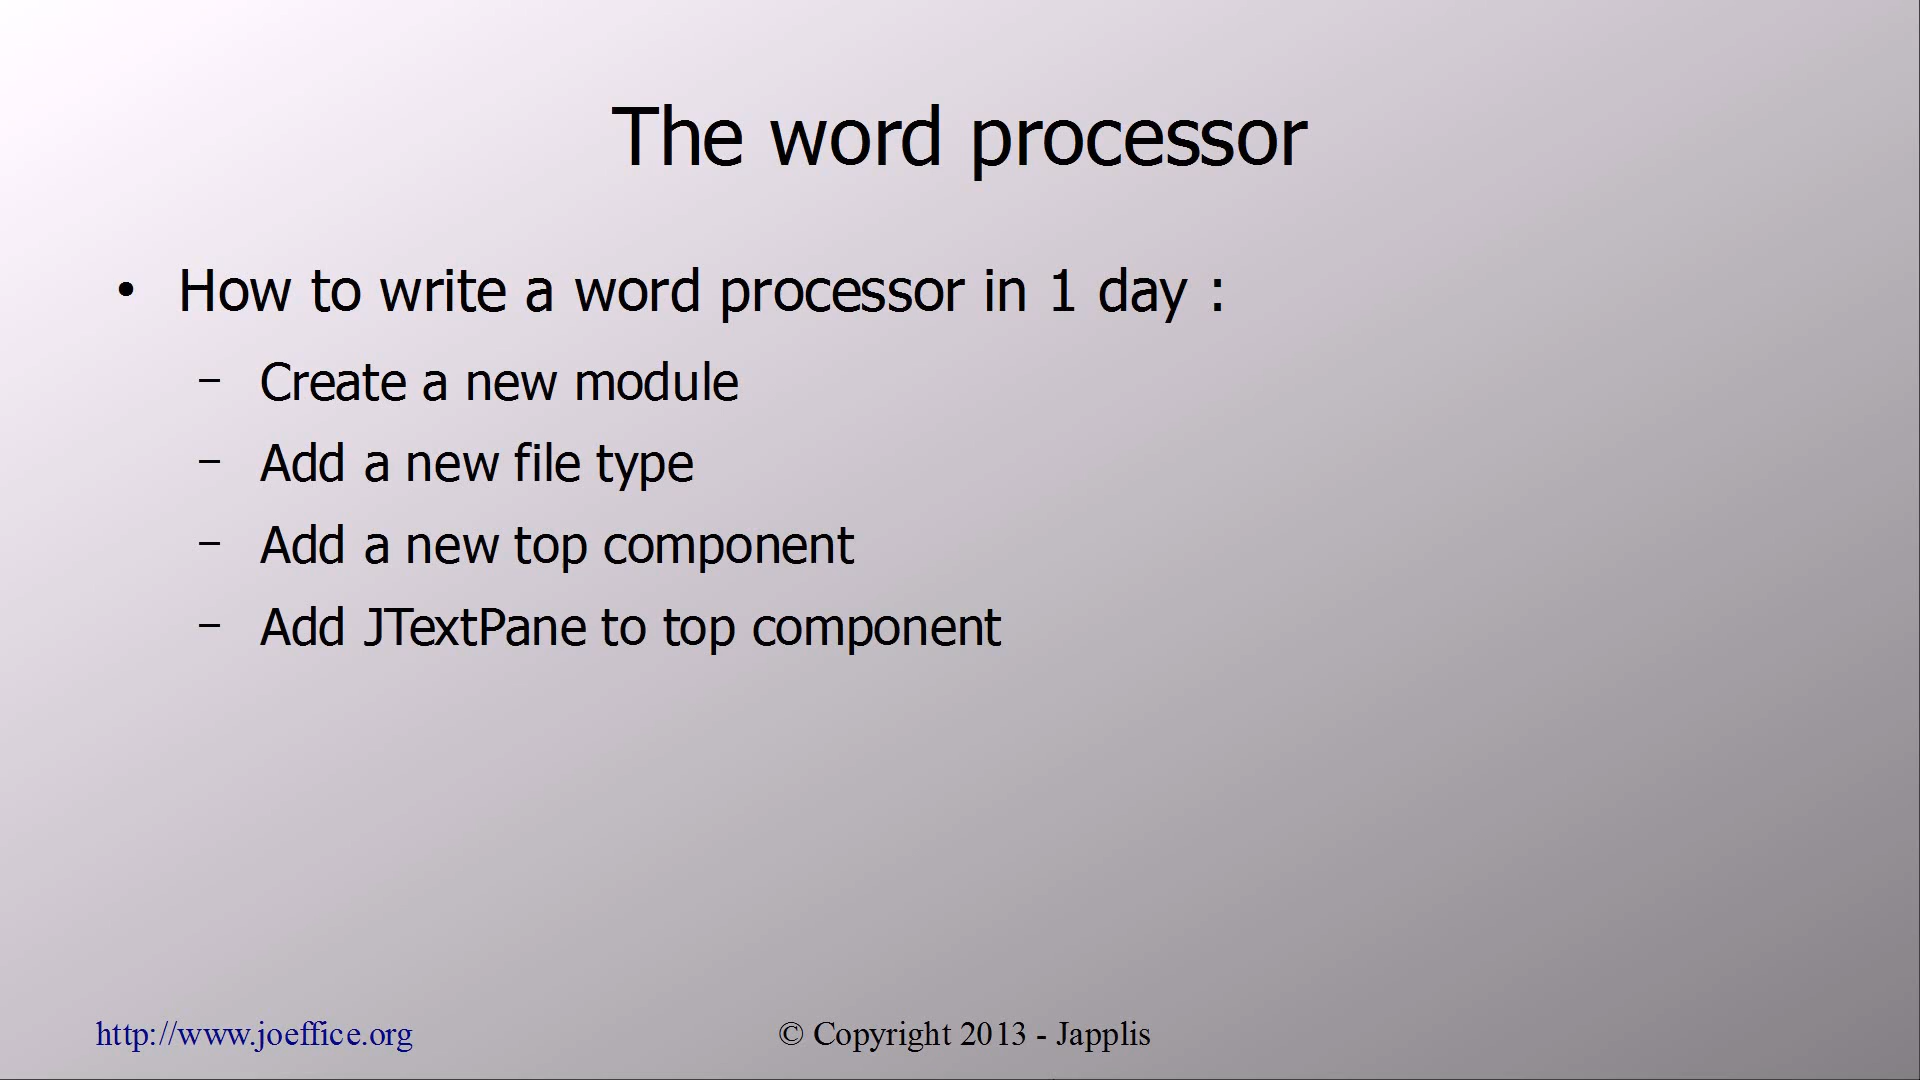 The word processor
• How to write a word processor in 1 day :
– Create a new module
– Add a new file type
– Add a new top component
– Add JTextPane to top component
http://www.joeffice.org
© Copyright 2013 - Japplis